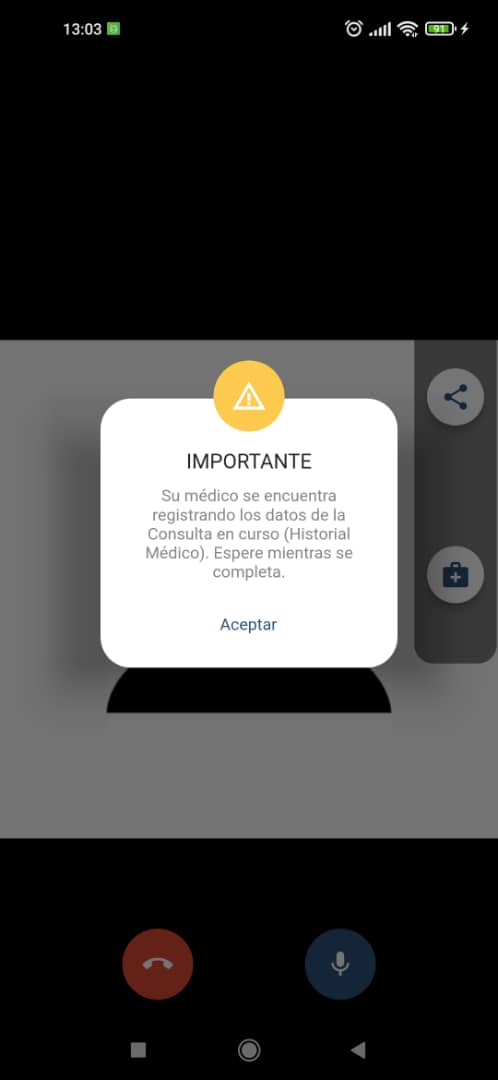 13:03
91
IMPORTANTE
Su médico se encuentra
registrando los datos de la
Consulta en curso (Historial
Médico). Espere mientras se
completa.
Aceptar